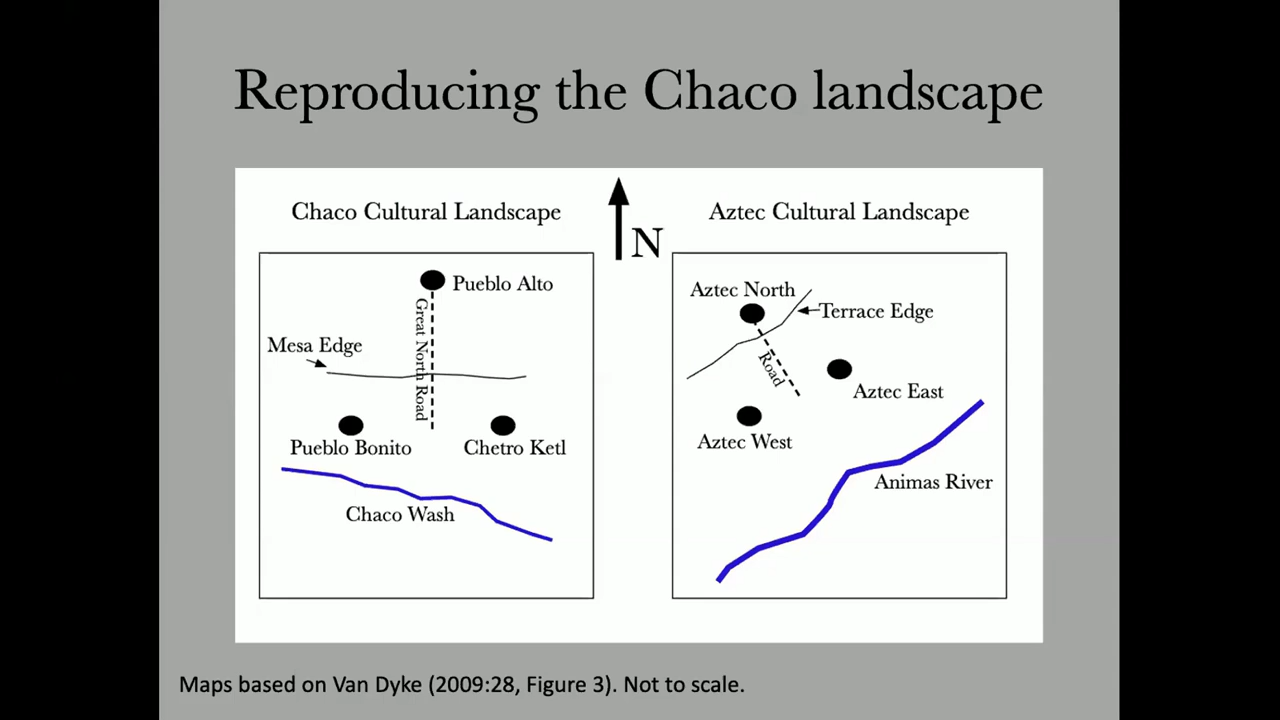 Reproducing the Chaco landscape
Chaco Cultural Landscape
N
Aztec Cultural Landscape
Pueblo Alto
Great North Road
Mesa Edge
Pueblo Bonito
Chetro Ketl
Chaco Wash
Aztec North
Terrace Edge
Road
Aztec East
Aztec West
Animas River
Maps based on Van Dyke (2009:28, Figure 3). Not to scale.